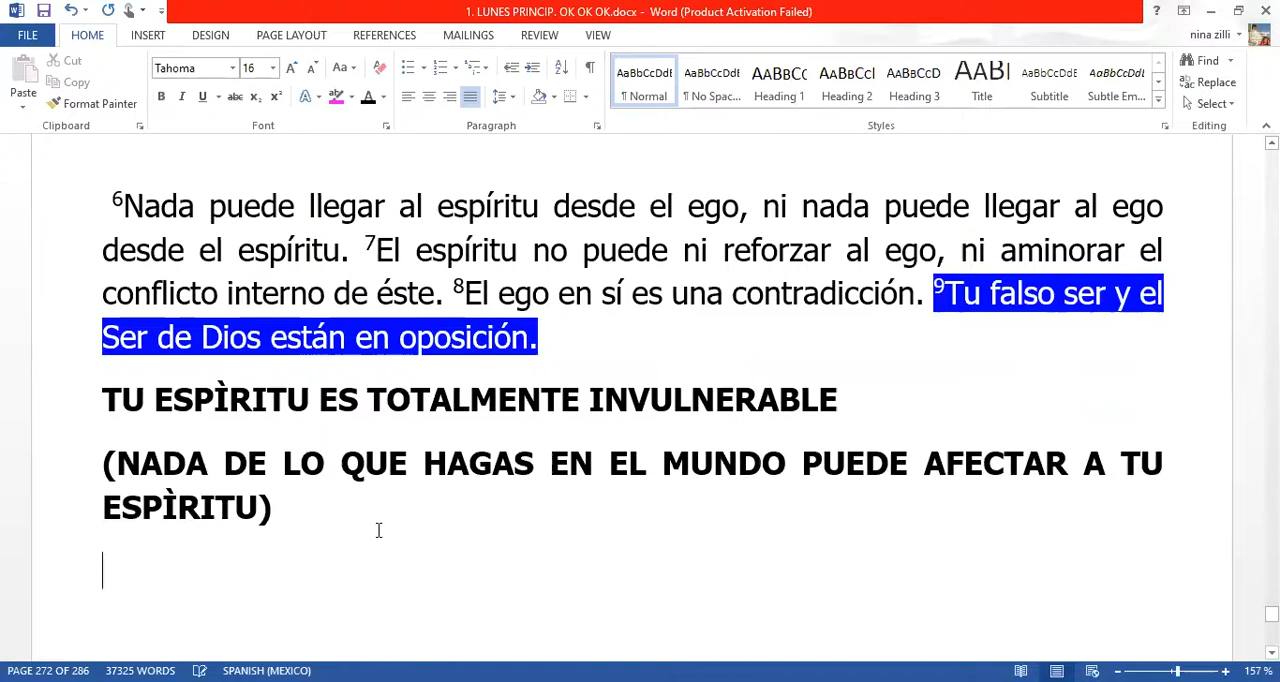 1. LUNES PRINCIP. OK OK OK.docx - Word (Product Activation Failed)
FILE HOME INSERT DESIGN PAGE LAYOUT REFERENCES MAILINGS REVIEW VIEW nina zilli
Cut
Copy
Format Painter
Paste
Clipboard
Tahoma 16
Font
Paragraph
AaBbCcDdI AaBbCcDdI AaBbCc AaBbCcC AaBbCcD AaBl AaBbCcDdI AaBbCcDdI
¶ Normal ¶ No Spac... Heading 1 Heading 2 Heading 3 Title Subtitle Subtle Em...
Styles
Find
Replace
Select
Editing
⁶Nada puede llegar al espíritu desde el ego, ni nada puede llegar al ego
desde el espíritu. ⁷El espíritu no puede ni reforzar al ego, ni aminorar el
conflicto interno de éste. ⁸El ego en sí es una contradicción. ⁹Tu falso ser y el
Ser de Dios están en oposición.
TU ESPÌRITU ES TOTALMENTE INVULNERABLE
(NADA DE LO QUE HAGAS EN EL MUNDO PUEDE AFECTAR A TU
ESPÌRITU)
PAGE 272 OF 286 37325 WORDS SPANISH (MEXICO) 157 %